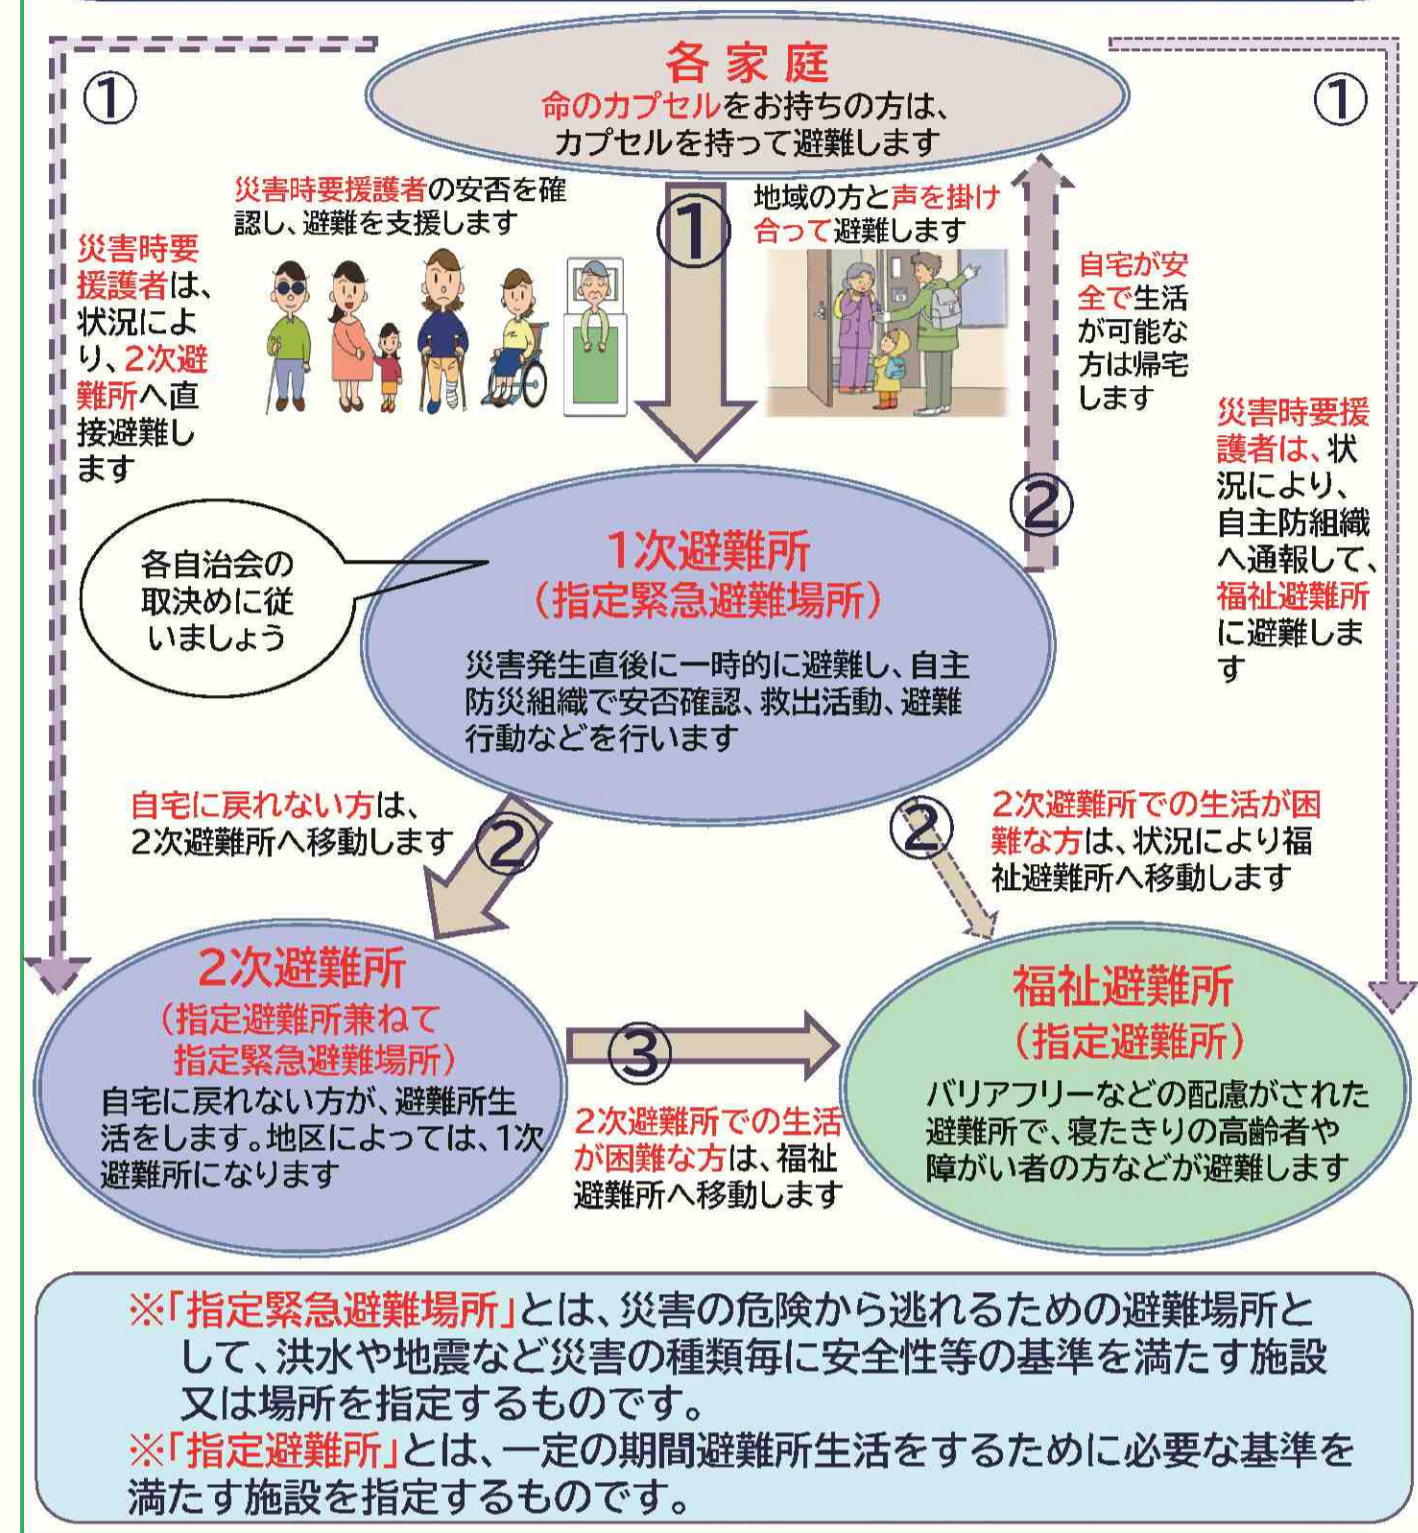 各家庭
命のカプセルをお持ちの方は、
カプセルを持って避難します
①
①
災害時要援護者の安否を確
認し、避難を支援します
①
地域の方と声を掛け
合って避難します
災害時要
援護者は、
状況によ
り、2次避
難所へ直
接避難し
ます
自宅が安
全で生活
が可能な
方は帰宅
します
②
災害時要援
護者は、状
況により、
自主防組織
へ通報して、
福祉避難所
に避難しま
す
各自治会の
取決めに従
いましょう
1次避難所
(指定緊急避難場所)
災害発生直後に一時的に避難し、自主
防災組織で安否確認、救出活動、避難
行動などを行います
自宅に戻れない方は、
2次避難所へ移動します
②
②
2次避難所での生活が困
難な方は、状況により福
祉避難所へ移動します
2次避難所
(指定避難所兼ねて
指定緊急避難場所)
自宅に戻れない方が、避難所生
活をします。地区によっては、1次
避難所になります
③
2次避難所での生活
が困難な方は、福祉
避難所へ移動します
福祉避難所
(指定避難所)
バリアフリーなどの配慮がされた
避難所で、寝たきりの高齢者や
障がい者の方などが避難します
※「指定緊急避難場所」とは、災害の危険から逃れるための避難場所と
して、洪水や地震など災害の種類毎に安全性等の基準を満たす施設
又は場所を指定するものです。
※「指定避難所」とは、一定の期間避難所生活をするために必要な基準を
満たす施設を指定するものです。